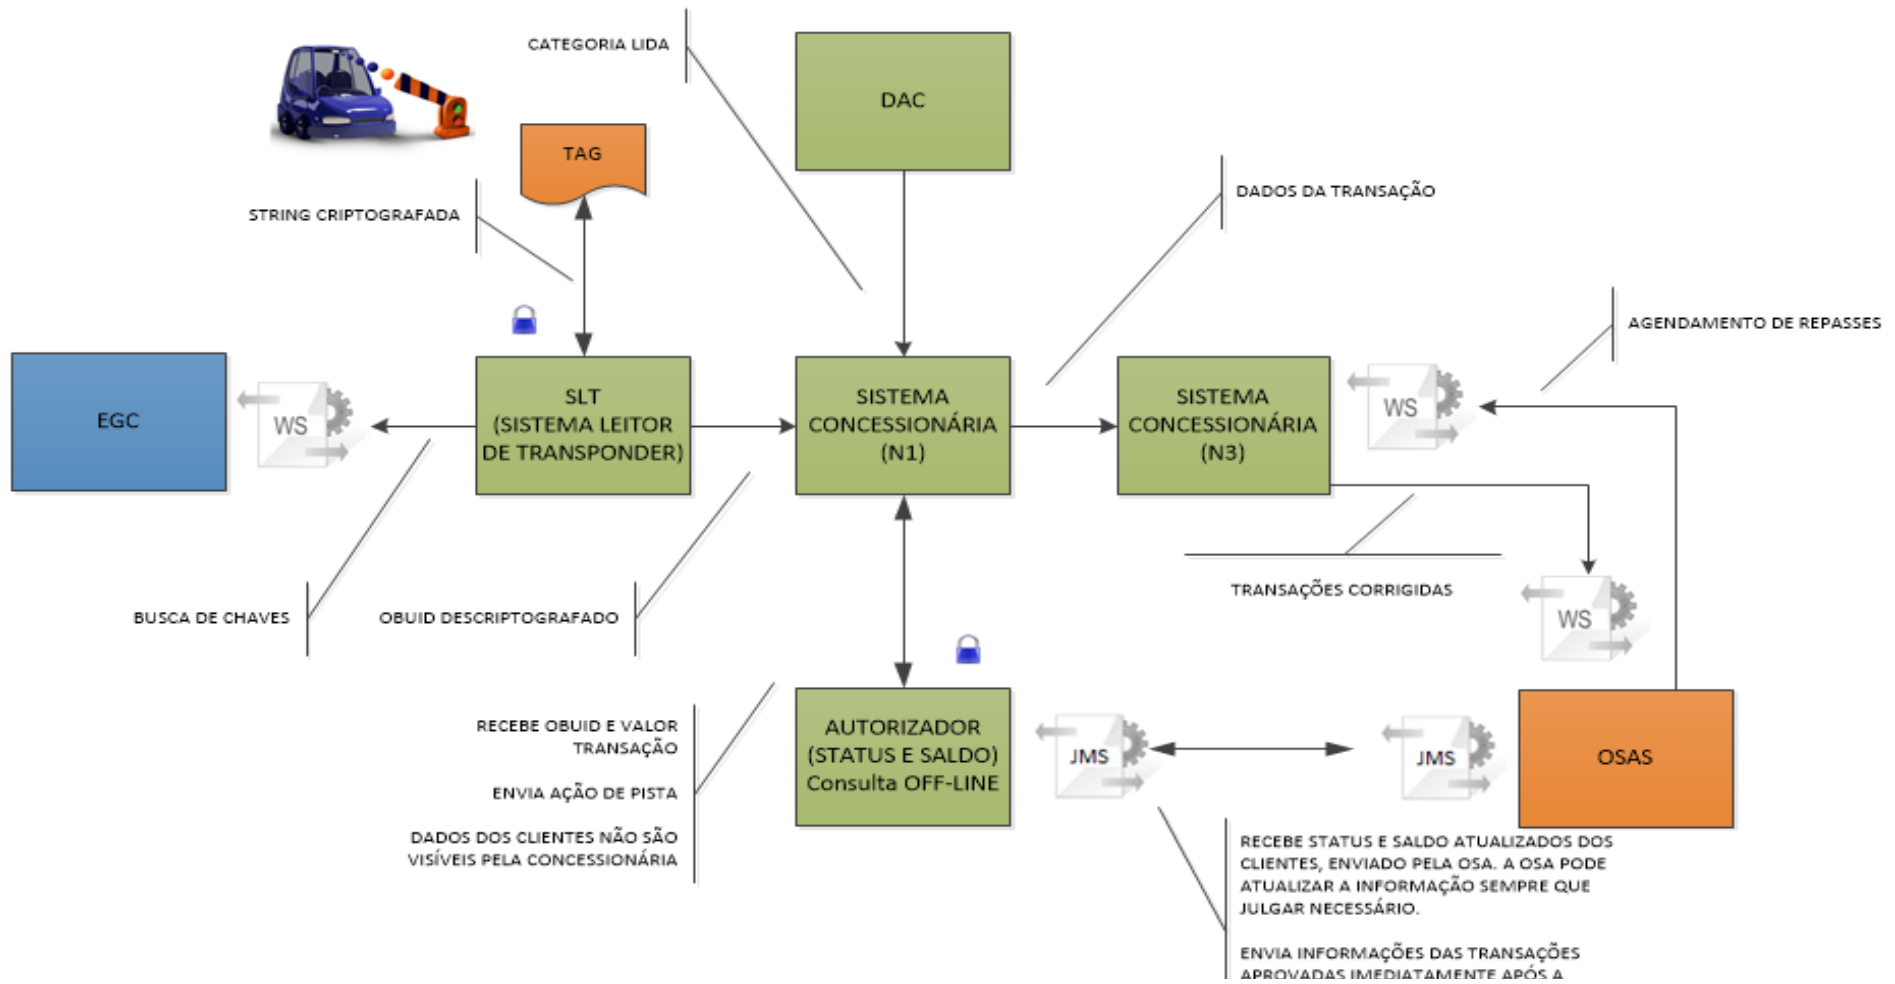 CATEGORIA LIDA
DAC
TAG
DADOS DA TRANSAÇÃO
STRING CRIPTOGRAFADA
AGENDAMENTO DE REPASSES
EGC
WS
SLT
(SISTEMA LEITOR
DE TRANSPONDER)
SISTEMA
CONCESSIONÁRIA
(N1)
SISTEMA
CONCESSIONÁRIA
(N3)
WS
BUSCA DE CHAVES
OBUID DESCRIPTOGRAFADO
TRANSAÇÕES CORRIGIDAS
WS
RECEBE OBUID E VALOR
TRANSAÇÃO
ENVIA AÇÃO DE PISTA
DADOS DOS CLIENTES NÃO SÃO
VISÍVEIS PELA CONCESSIONÁRIA
AUTORIZADOR
(STATUS E SALDO)
Consulta OFF-LINE
JMS
JMS
OSAS
RECEBE STATUS E SALDO ATUALIZADOS DOS
CLIENTES, ENVIADO PELA OSA. A OSA PODE
ATUALIZAR A INFORMAÇÃO SEMPRE QUE
JULGAR NECESSÁRIO.
ENVIA INFORMAÇÕES DAS TRANSAÇÕES
APROVADAS IMEDIATAMENTE APÓS A